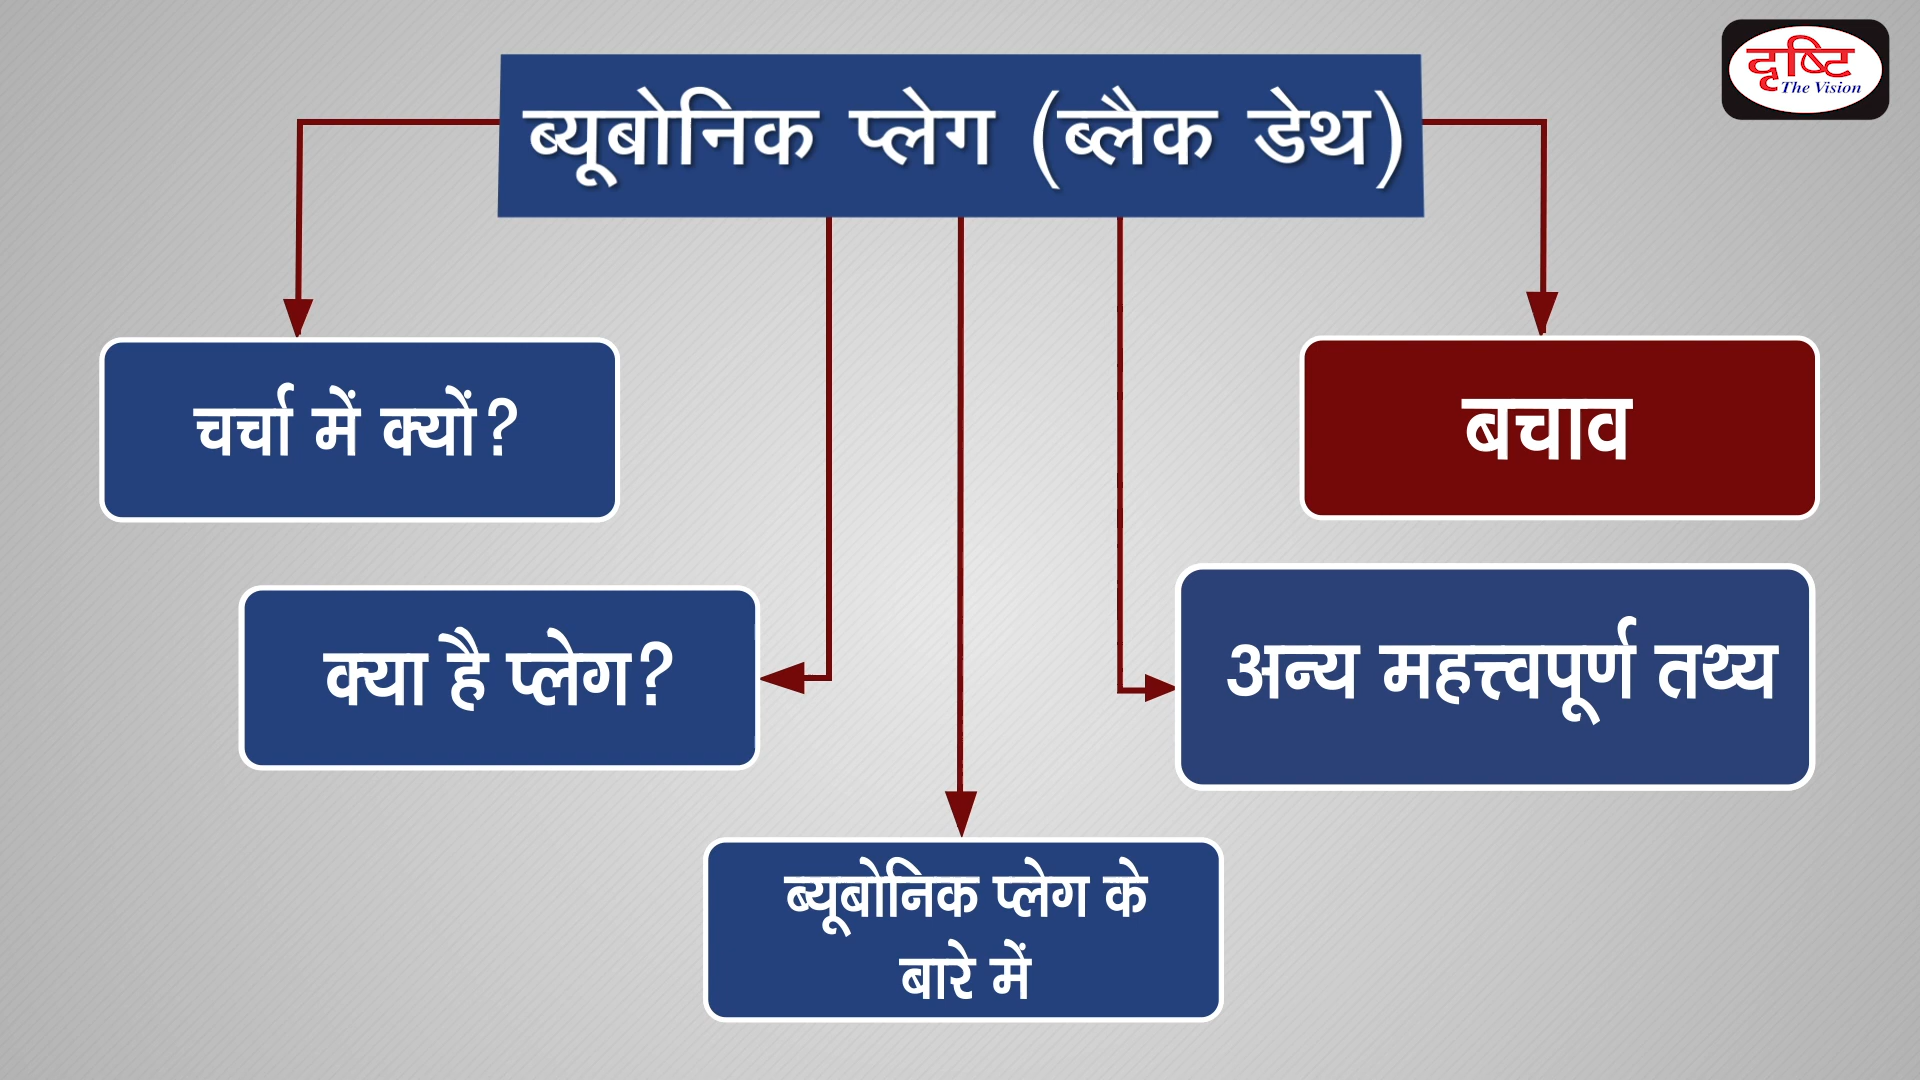 ब्यूबोनिक प्लेग (ब्लैक डेथ)
दृष्टि
The Vision
चर्चा में क्यों?
बचाव
क्या है प्लेग?
अन्य महत्त्वपूर्ण तथ्य
ब्यूबोनिक प्लेग के
बारे में